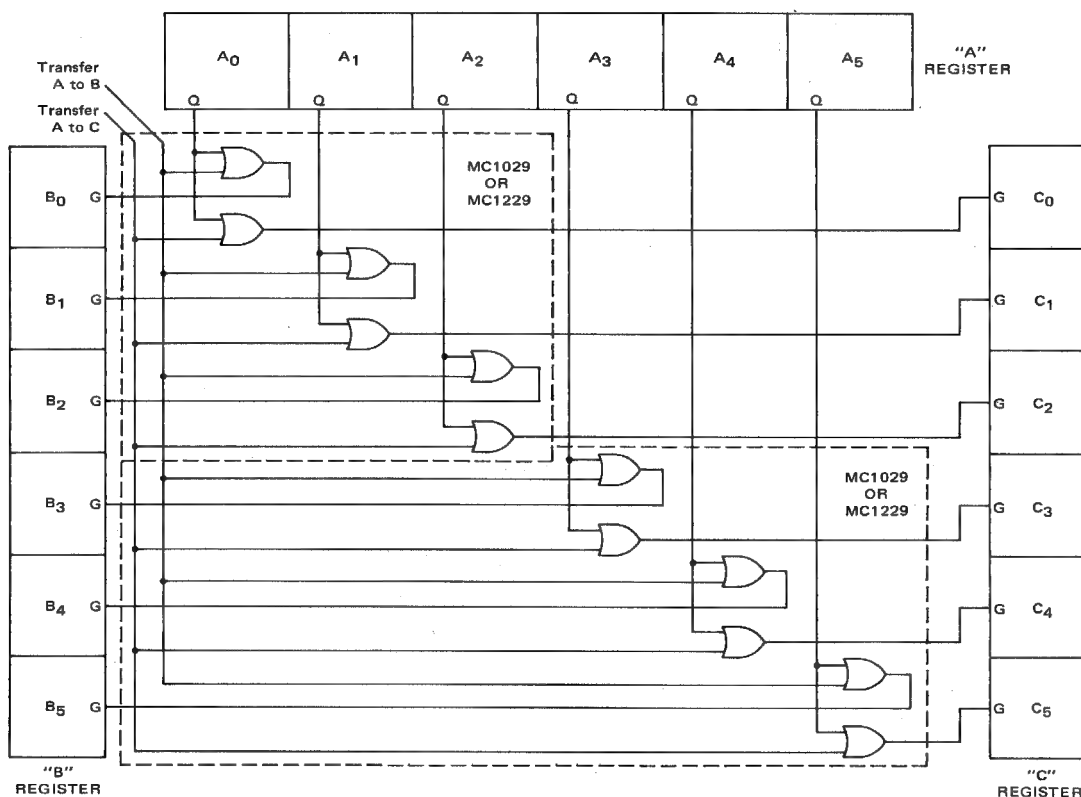 A0 A1 A2 A3 A4 A5
"A"
REGISTER
Q Q Q Q Q Q
Transfer
A to B
Transfer
A to C
MC1029
OR
MC1229
B0 G
B1 G
B2 G
B3 G
B4 G
B5 G
"B"
REGISTER
MC1029
OR
MC1229
G C0
G C1
G C2
G C3
G C4
G C5
"C"
REGISTER